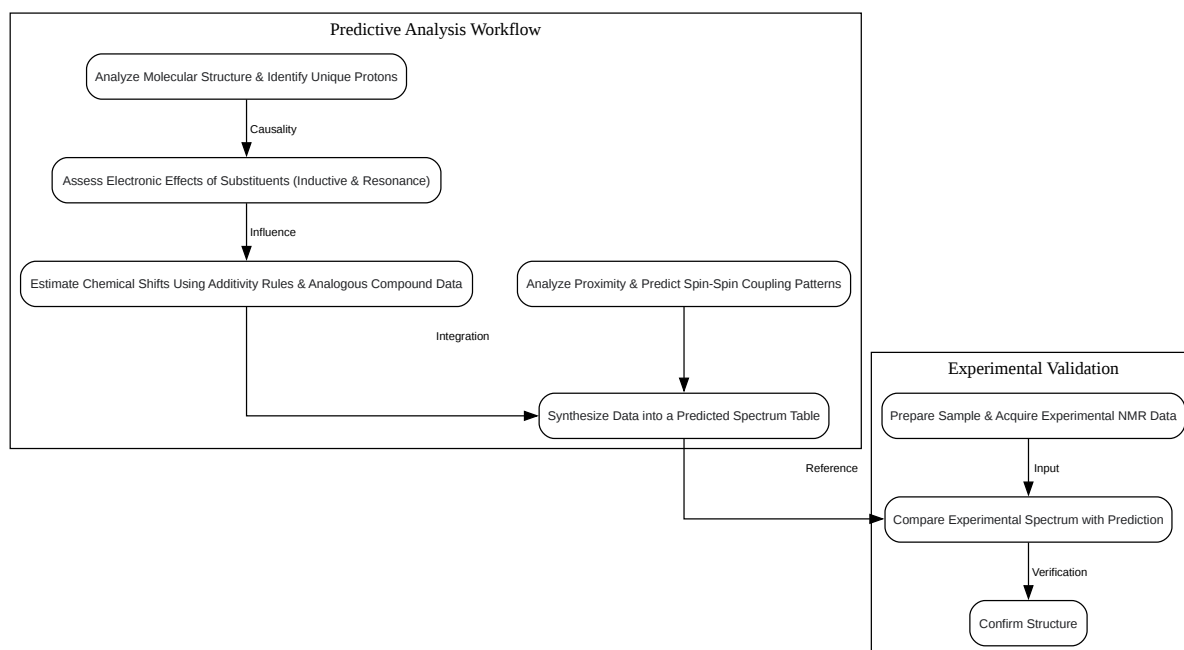 Predictive Analysis Workflow
Analyze Molecular Structure & Identify Unique Protons
Causality
Assess Electronic Effects of Substituents (Inductive & Resonance)
Influence
Estimate Chemical Shifts Using Additivity Rules & Analogous Compound Data
Analyze Proximity & Predict Spin-Spin Coupling Patterns
Integration
Synthesize Data into a Predicted Spectrum Table
Reference
Experimental Validation
Prepare Sample & Acquire Experimental NMR Data
Input
Compare Experimental Spectrum with Prediction
Verification
Confirm Structure